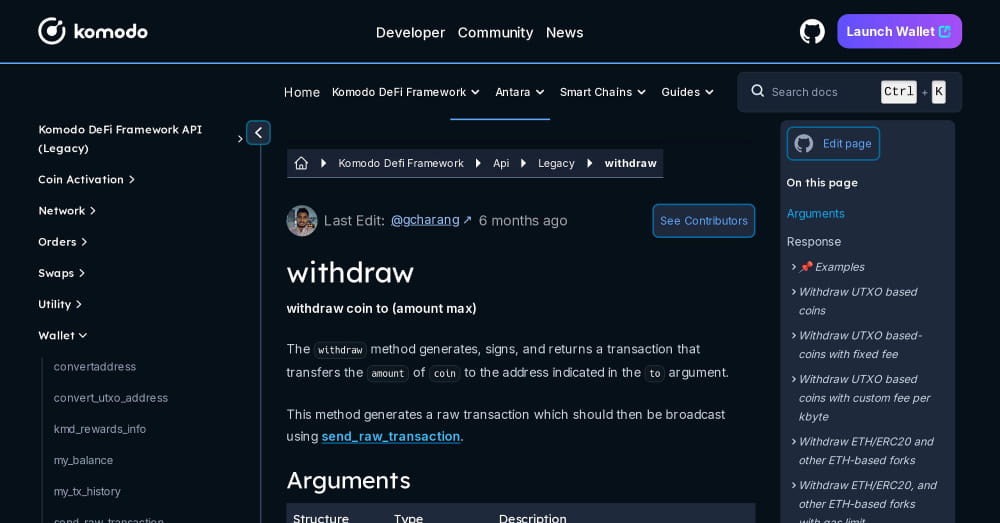 komodo
Developer Community News
Launch Wallet
Home Komodo DeFi Framework Antara Smart Chains Guides
Search docs Ctrl + K
Komodo DeFi Framework API
(Legacy)
Coin Activation
Network
Orders
Swaps
Utility
Wallet
convertaddress
convert_utxo_address
kmd_rewards_info
my_balance
my_tx_history
send_raw_transaction
Komodo Defi Framework Api Legacy withdraw
Last Edit: @gcharang ↗ 6 months ago
See Contributors
withdraw
withdraw coin to (amount max)
The withdraw method generates, signs, and returns a transaction that
transfers the amount of coin to the address indicated in the to argument.
This method generates a raw transaction which should then be broadcast
using send_raw_transaction.
Arguments
Structure Type Description
Edit page
On this page
Arguments
Response
📌 Examples
Withdraw UTXO based
coins
Withdraw UTXO based-
coins with fixed fee
Withdraw UTXO based
coins with custom fee per
kbyte
Withdraw ETH/ERC20 and
other ETH-based forks
Withdraw ETH/ERC20, and
other ETH-based forks
with gas limit